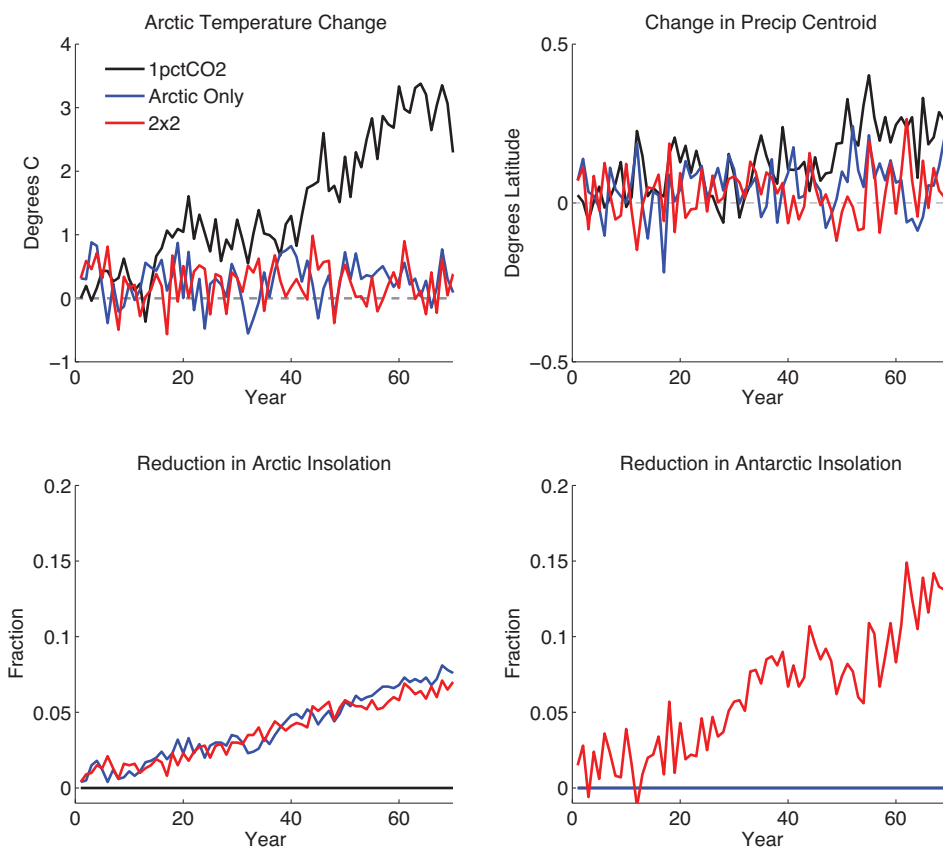 Arctic Temperature Change
4
3
2
1
0
−1
0
20
40
60
Degrees C
Year
1pctCO2
Arctic Only
2x2
Change in Precip Centroid
0.5
0
−0.5
0
20
40
60
Degrees Latitude
Year
Reduction in Arctic Insolation
0.2
0.15
0.1
0.05
0
0
20
40
60
Fraction
Year
Reduction in Antarctic Insolation
0.2
0.15
0.1
0.05
0
0
20
40
60
Fraction
Year